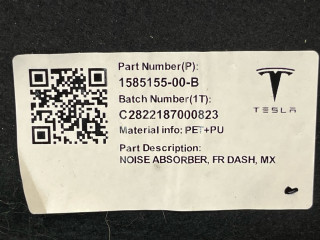 Part Number(P):
1585155-00-B
Batch Number(1T):
C2822187000823
Material info: PET+PU
Part Description:
NOISE ABSORBER, FR DASH, MX
TESLA